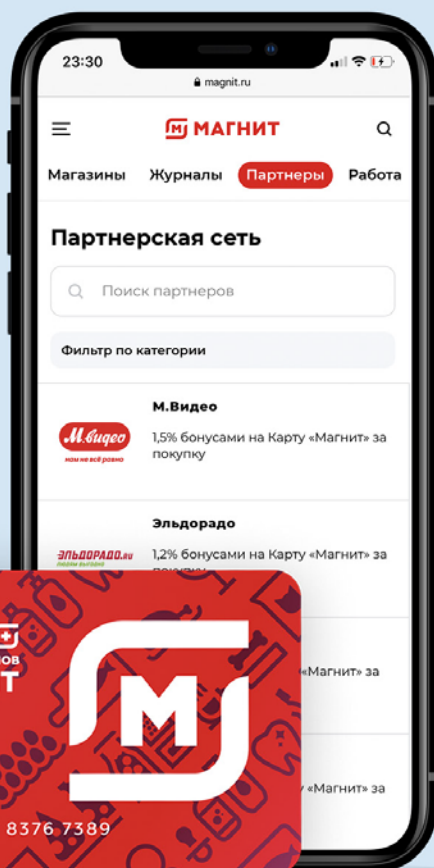 23:30
magnit.ru
МАГНИТ
Магазины Журналы Партнеры Работа
Партнерская сеть
Поиск партнеров
Фильтр по категории
М.Видео
М.видео
нам не всё равно
1,5% бонусами на Карту «Магнит» за
покупку
Эльдорадо
ЭЛЬДОРАДО.RU
1,2% бонусами на Карту «Магнит» за
«Магнит» за
«Магнит» за
М
8376 7389